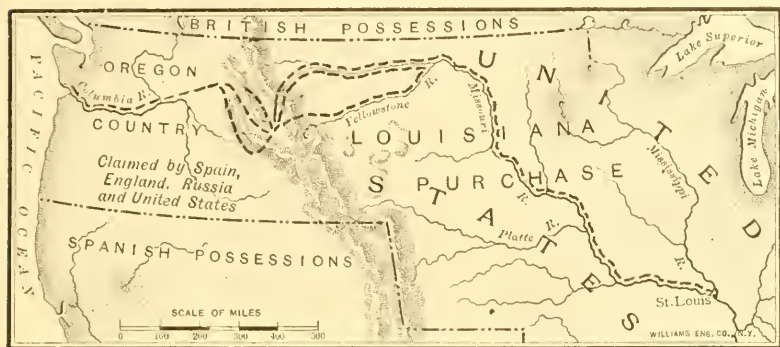 BRITISH POSSESSIONS
Lake Superior
PACIFIC OCEAN
OREGON
COUNTRY
Columbia R.
Claimed by Spain,
England, Russia
and United States
UNITED
STATES
LOUISIANA
PURCHASE
Yellowstone R.
Missouri
R.
Mississippi
R.
Lake Michigan
Platte R.
SPANISH POSSESSIONS
St. Louis
SCALE OF MILES
0 100 200 300 400 500
WILLIAMS ENG. CO., N.Y.